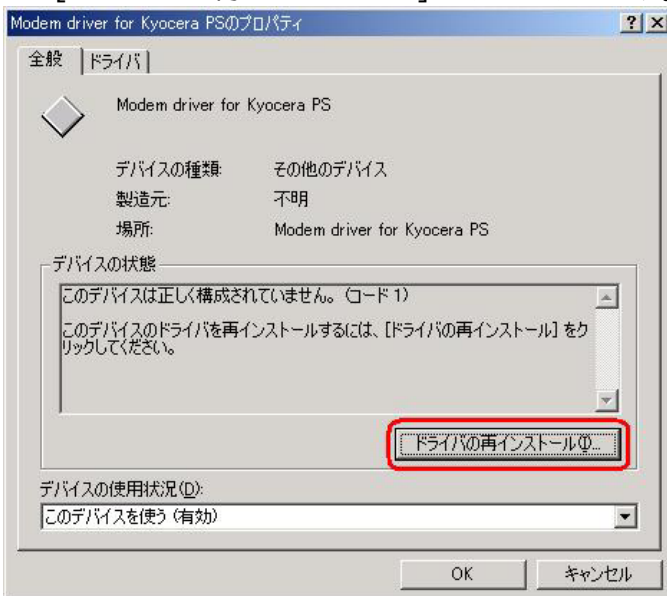 Modem driver for Kyocera PSのプロパティ
全般
ドライバ
Modem driver for Kyocera PS
デバイスの種類:
その他のデバイス
製造元:
不明
場所:
Modem driver for Kyocera PS
デバイスの状態
このデバイスは正しく構成されていません。(コード 1)
このデバイスのドライバを再インストールするには、[ドライバの再インストール] をク
リックしてください。
ドライバの再インストール(I)...
デバイスの使用状況(D):
このデバイスを使う (有効)
OK
キャンセル